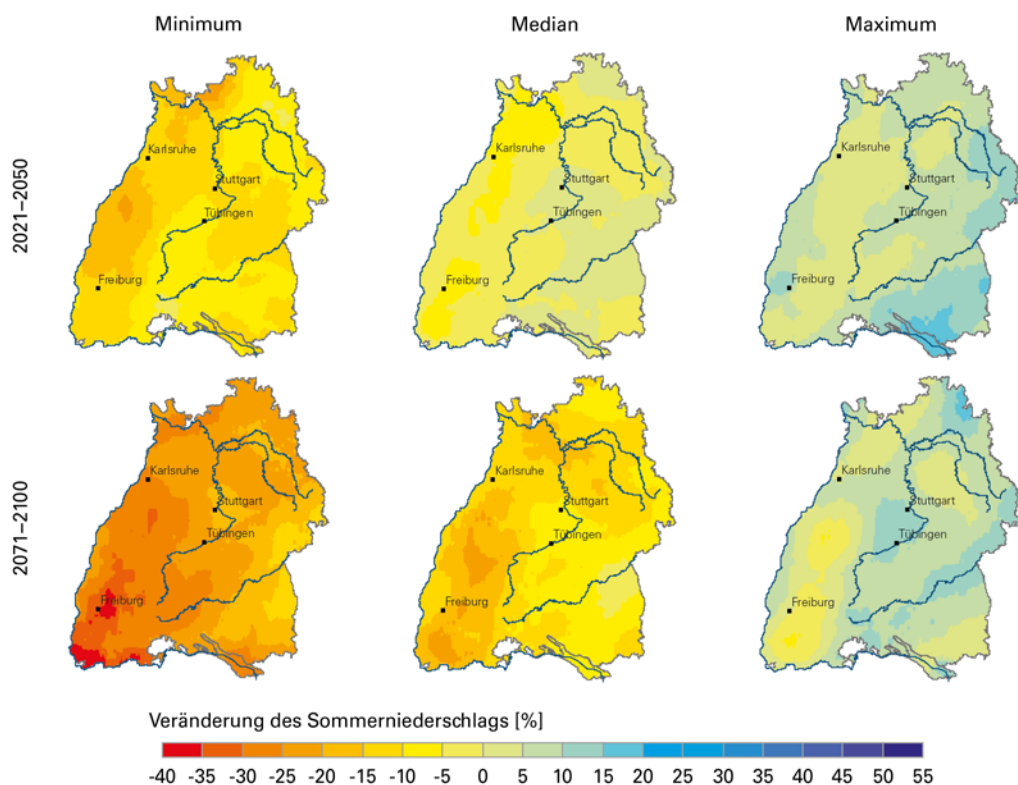 Minimum Median Maximum
2021–2050
Karlsruhe
Stuttgart
Tübingen
Freiburg
Karlsruhe
Stuttgart
Tübingen
Freiburg
Karlsruhe
Stuttgart
Tübingen
Freiburg
2071–2100
Karlsruhe
Stuttgart
Tübingen
Freiburg
Karlsruhe
Stuttgart
Tübingen
Freiburg
Karlsruhe
Stuttgart
Tübingen
Freiburg
Veränderung des Sommerniederschlags [%]
-40 -35 -30 -25 -20 -15 -10 -5 0 5 10 15 20 25 30 35 40 45 50 55